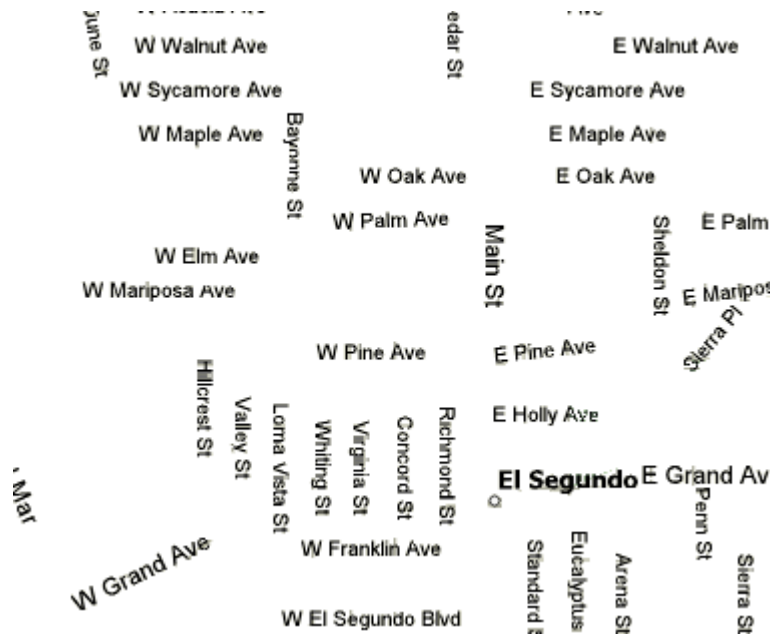 W Walnut Ave
E Walnut Ave
W Sycamore Ave
E Sycamore Ave
W Maple Ave
E Maple Ave
Bayonne St
W Oak Ave
E Oak Ave
W Palm Ave
E Palm
Main St
Sheldon St
W Elm Ave
W Mariposa Ave
E Maripos
Sierra Pl
W Pine Ave
E Pine Ave
Hillcrest St
Valley St
Loma Vista St
Whiting St
Virginia St
Concord St
Richmond St
E Holly Ave
El Segundo
E Grand Av
Penn St
Mar
W Grand Ave
W Franklin Ave
Standard
Eucalyptus
Arena St
Sierra St
W El Segundo Blvd